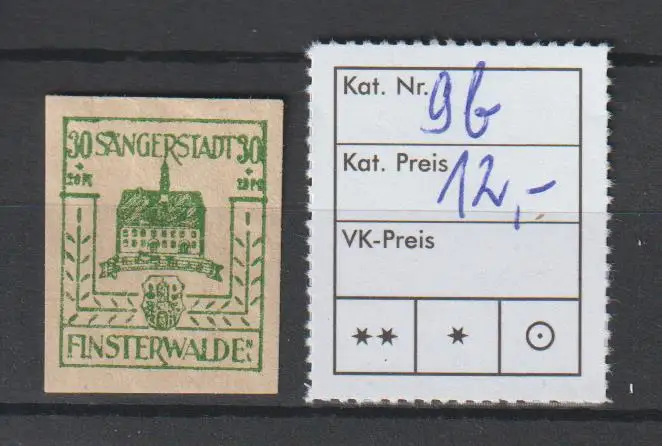 30 SÄNGERSTADT 30
+ +
FINSTERWALDE N.L.
Kat. Nr. 9b
Kat. Preis 12,-
VK-Preis